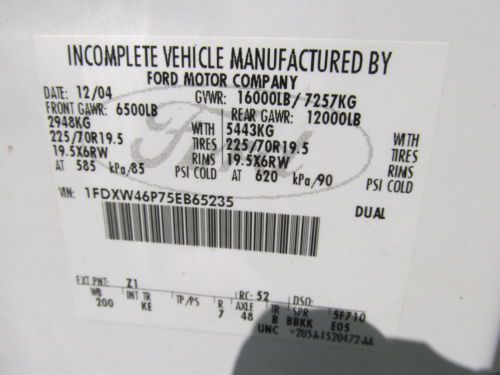 INCOMPLETE VEHICLE MANUFACTURED BY
FORD MOTOR COMPANY
DATE: 12/04 GVWR: 16000LB/7257KG
FRONT GAWR: 6500LB REAR GAWR: 12000LB
2948KG WITH 5443KG WITH
225/70R19.5 TIRES 225/70R19.5 TIRES
19.5X6RW RIMS 19.5X6RW RIMS
AT 585 kPa/85 PSI COLD AT 620 kPa/90 PSI COLD
VIN: 1FDXW46P75EB65235 DUAL
EXT PNT: Z1 RC: 52 DSO:
WB INT TR TP/PS R AXLE TR SPR 5F710
200 KE 7 48 B BBKK E05
UNC